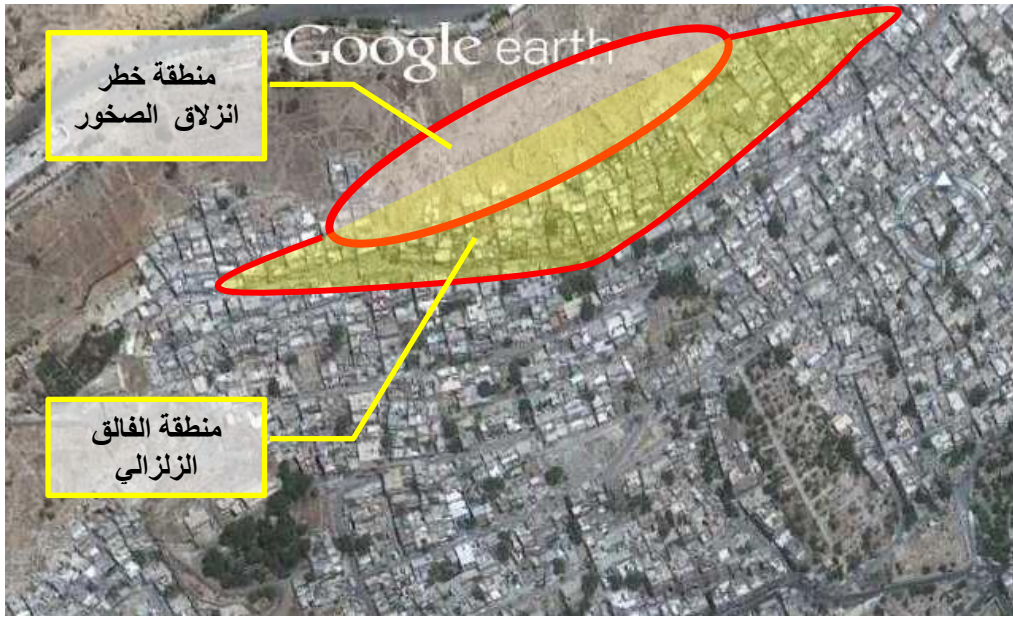 Google earth
منطقة خطر
انزلاق الصخور
منطقة الفالق
الزلزالي